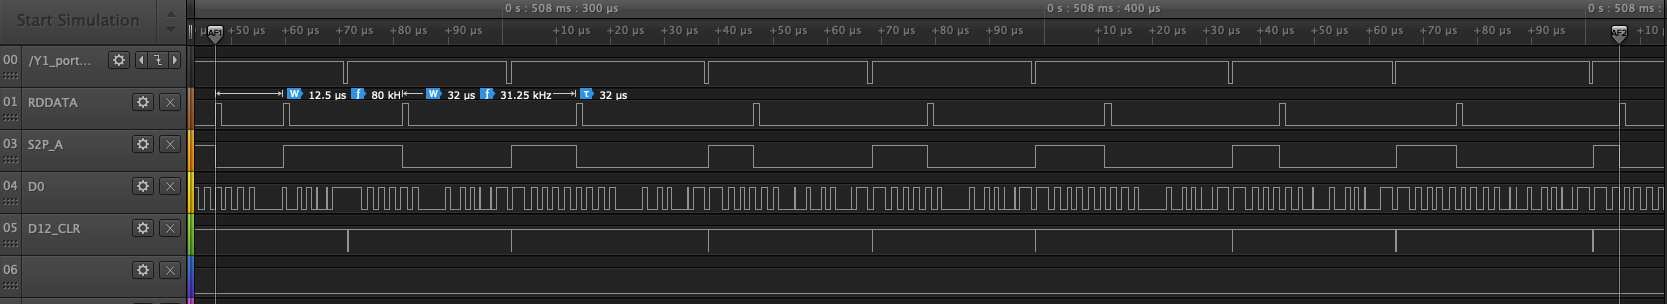 Start Simulation
0 s : 508 ms : 300 µs
0 s : 508 ms : 400 µs
0 s : 508 ms :
µs +50 µs +60 µs +70 µs +80 µs +90 µs +10 µs +20 µs +30 µs +40 µs +50 µs +60 µs +70 µs +80 µs +90 µs +10 µs +20 µs +30 µs +40 µs +50 µs +60 µs +70 µs +80 µs +90 µs +10
AF1
AF2
00 /Y1_port...
01 RDDATA
W 12.5 µs f 80 kH W 32 µs f 31.25 kHz T 32 µs
03 S2P_A
04 D0
05 D12_CLR
06